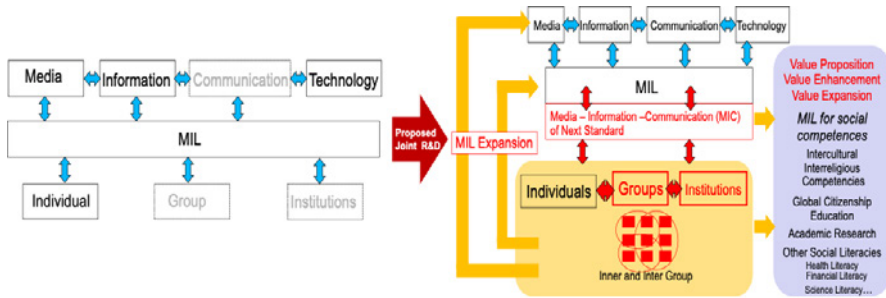 Media
Information
Communication
Technology
MIL
Individual
Group
Institutions
Proposed
Joint R&D
MIL Expansion
Media
Information
Communication
Technology
MIL
Media – Information –Communication (MIC)
of Next Standard
Individuals
Groups
Institutions
Inner and Inter Group
Value Proposition
Value Enhancement
Value Expansion
MIL for social
competences
Intercultural
Interreligious
Competencies
Global Citizenship
Education
Academic Research
Other Social Literacies
Health Literacy
Financial Literacy
Science Literacy…